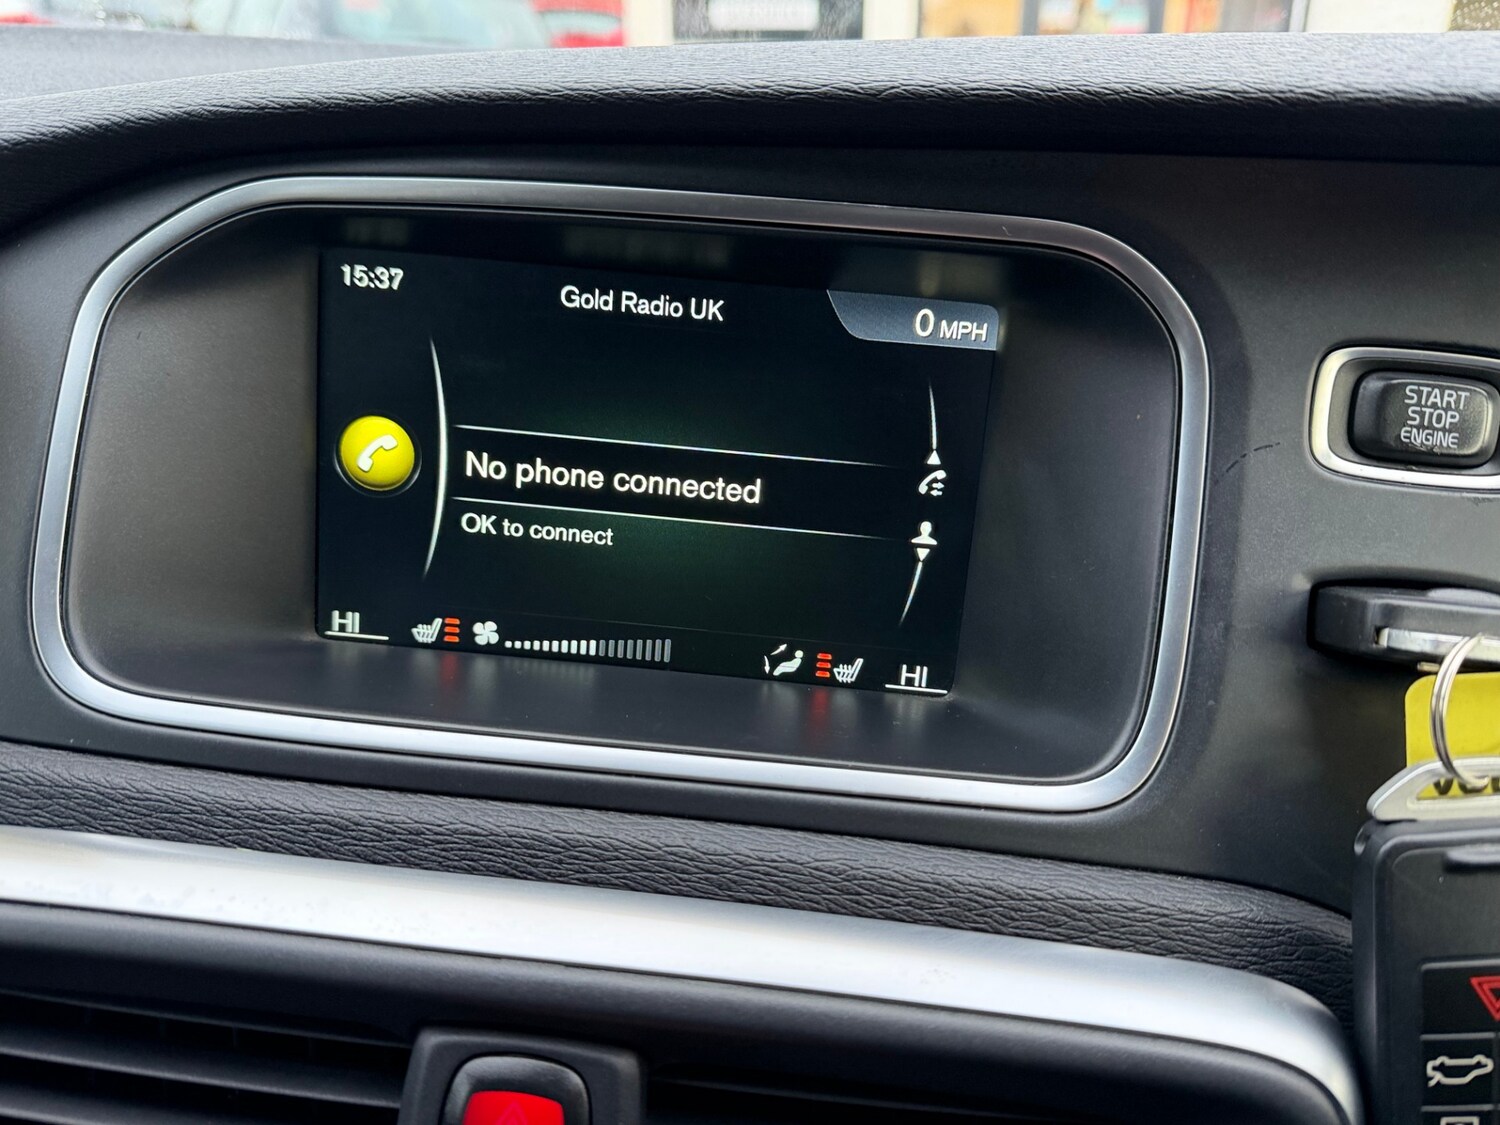 15:37
Gold Radio UK
0 MPH
No phone connected
OK to connect
HI
HI
START
STOP
ENGINE